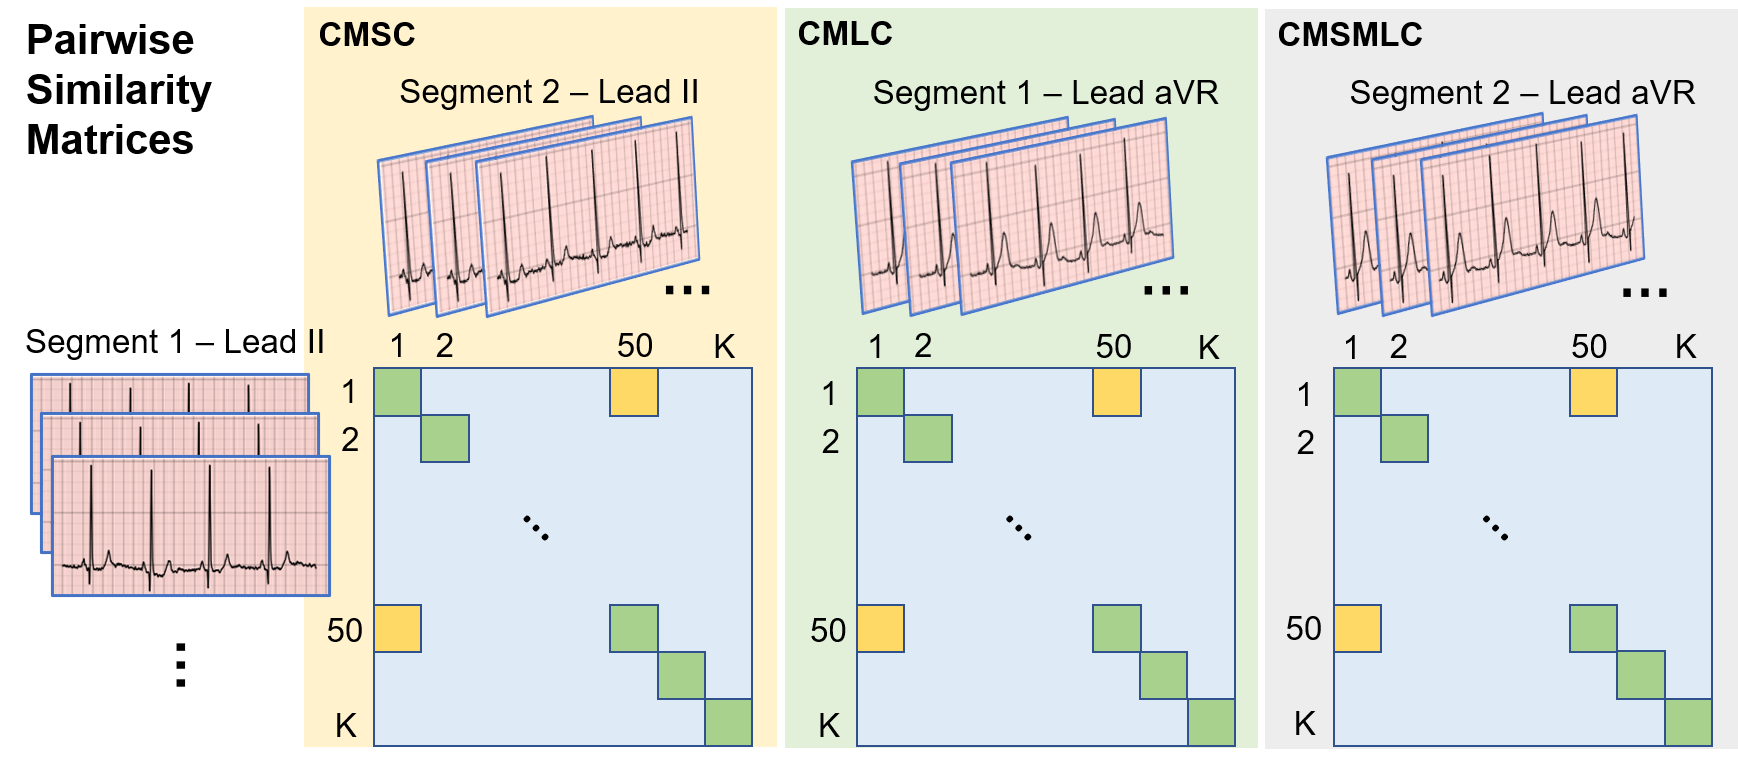 Pairwise
Similarity
Matrices
CMSC
Segment 2 – Lead II
...
CMLC
Segment 1 – Lead aVR
...
CMSMLC
Segment 2 – Lead aVR
...
Segment 1 – Lead II
1 2 50 K
1
2
50
K
1 2 50 K
1
2
50
K
1 2 50 K
1
2
50
K